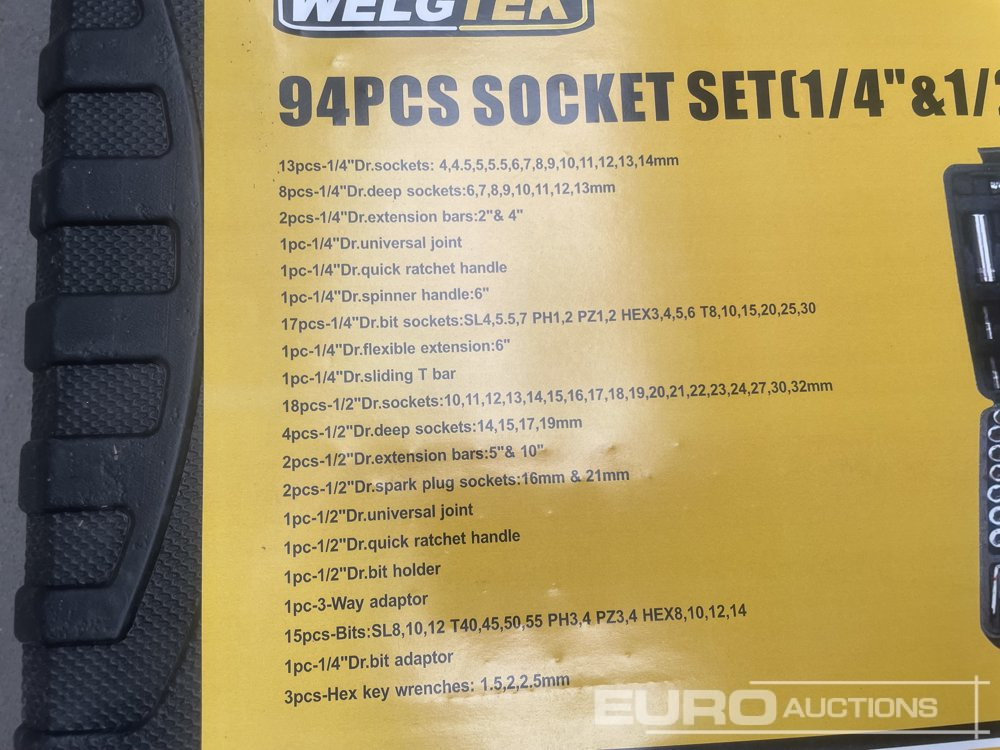 WELGTEK
94PCS SOCKET SET(1/4"&1/
13pcs-1/4"Dr.sockets: 4,4.5,5,5.5,6,7,8,9,10,11,12,13,14mm
8pcs-1/4"Dr.deep sockets:6,7,8,9,10,11,12,13mm
2pcs-1/4"Dr.extension bars:2"& 4"
1pc-1/4"Dr.universal joint
1pc-1/4"Dr.quick ratchet handle
1pc-1/4"Dr.spinner handle:6"
17pcs-1/4"Dr.bit sockets:SL4,5.5,7 PH1,2 PZ1,2 HEX3,4,5,6 T8,10,15,20,25,30
1pc-1/4"Dr.flexible extension:6"
1pc-1/4"Dr.sliding T bar
18pcs-1/2"Dr.sockets:10,11,12,13,14,15,16,17,18,19,20,21,22,23,24,27,30,32mm
4pcs-1/2"Dr.deep sockets:14,15,17,19mm
2pcs-1/2"Dr.extension bars:5"& 10"
2pcs-1/2"Dr.spark plug sockets:16mm & 21mm
1pc-1/2"Dr.universal joint
1pc-1/2"Dr.quick ratchet handle
1pc-1/2"Dr.bit holder
1pc-3-Way adaptor
15pcs-Bits:SL8,10,12 T40,45,50,55 PH3,4 PZ3,4 HEX8,10,12,14
1pc-1/4"Dr.bit adaptor
3pcs-Hex key wrenches: 1.5,2,2.5mm
EURO AUCTIONS